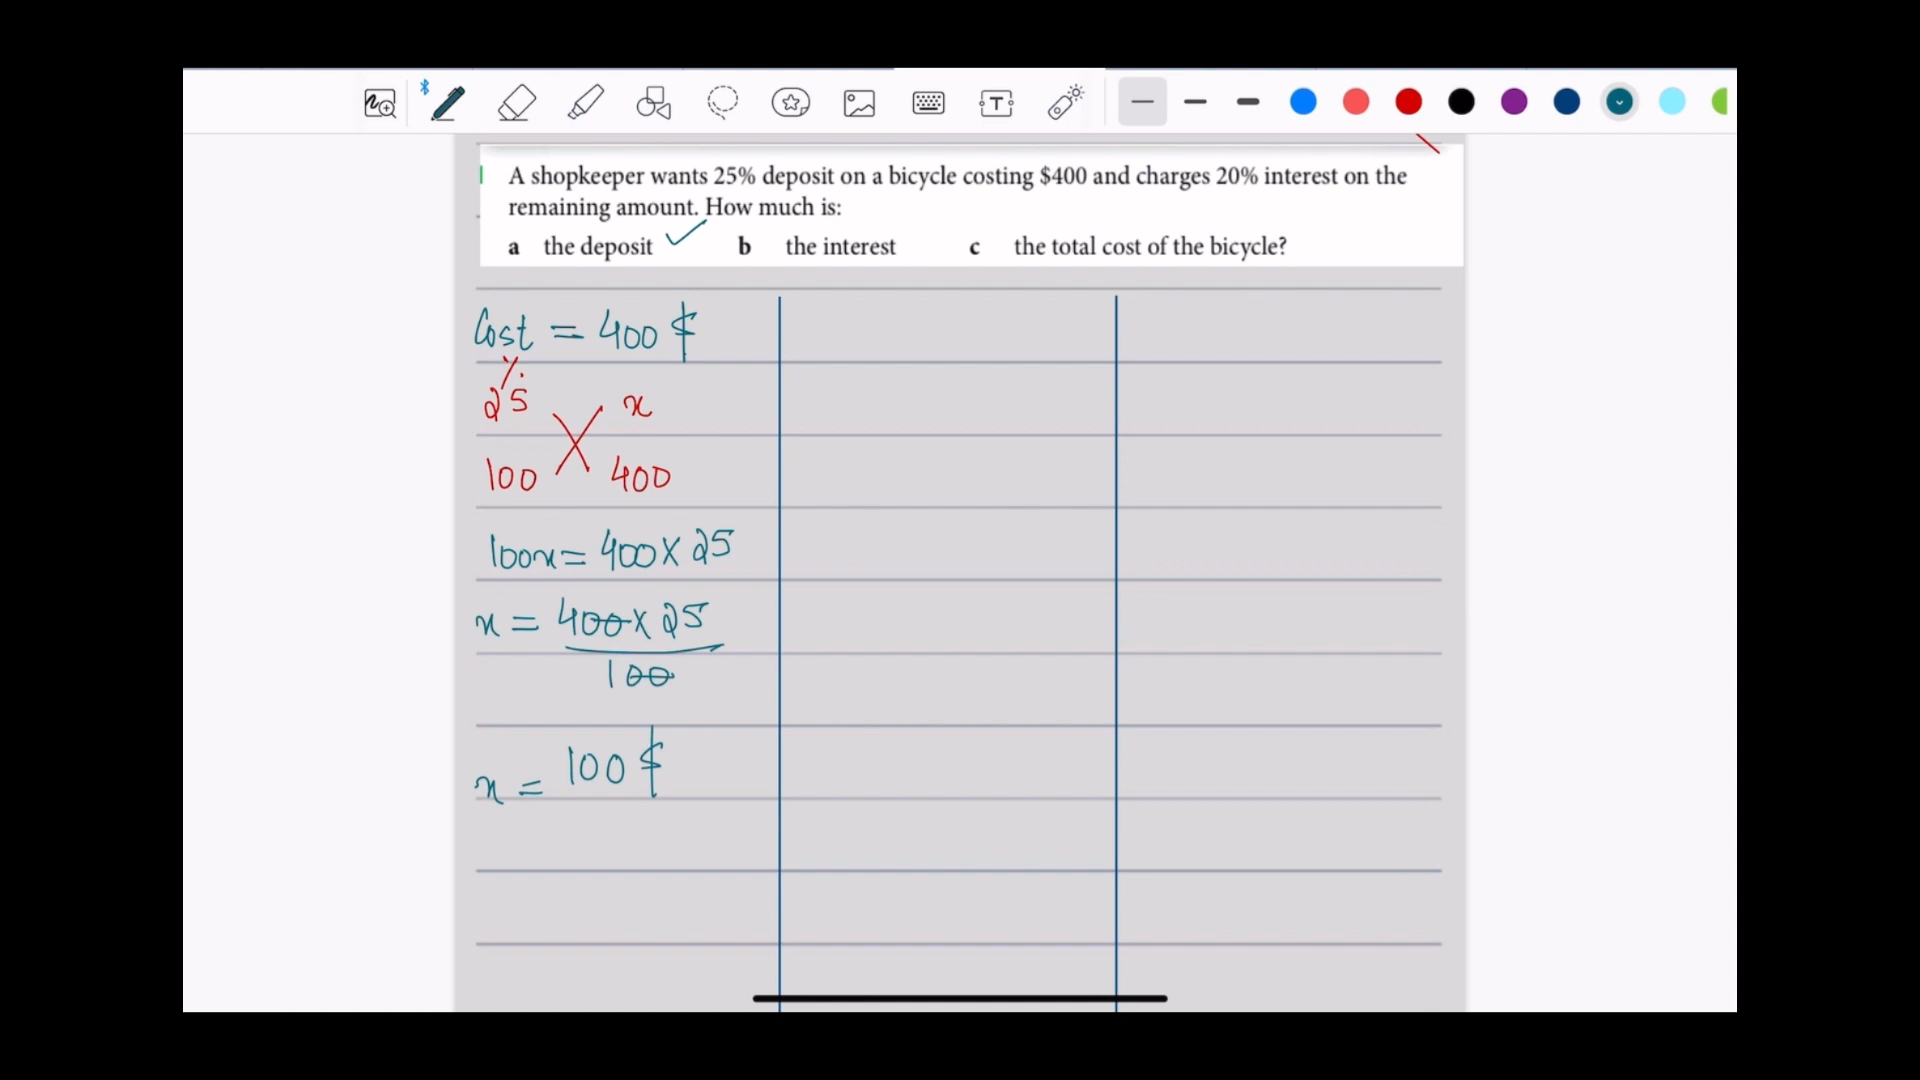 A shopkeeper wants 25% deposit on a bicycle costing $400 and charges 20% interest on the
remaining amount. How much is:
a the deposit b the interest c the total cost of the bicycle?
Cost = 400 $
%
25 x
100 400
100x = 400 X 25
x = 400 X 25
100
x = 100 $